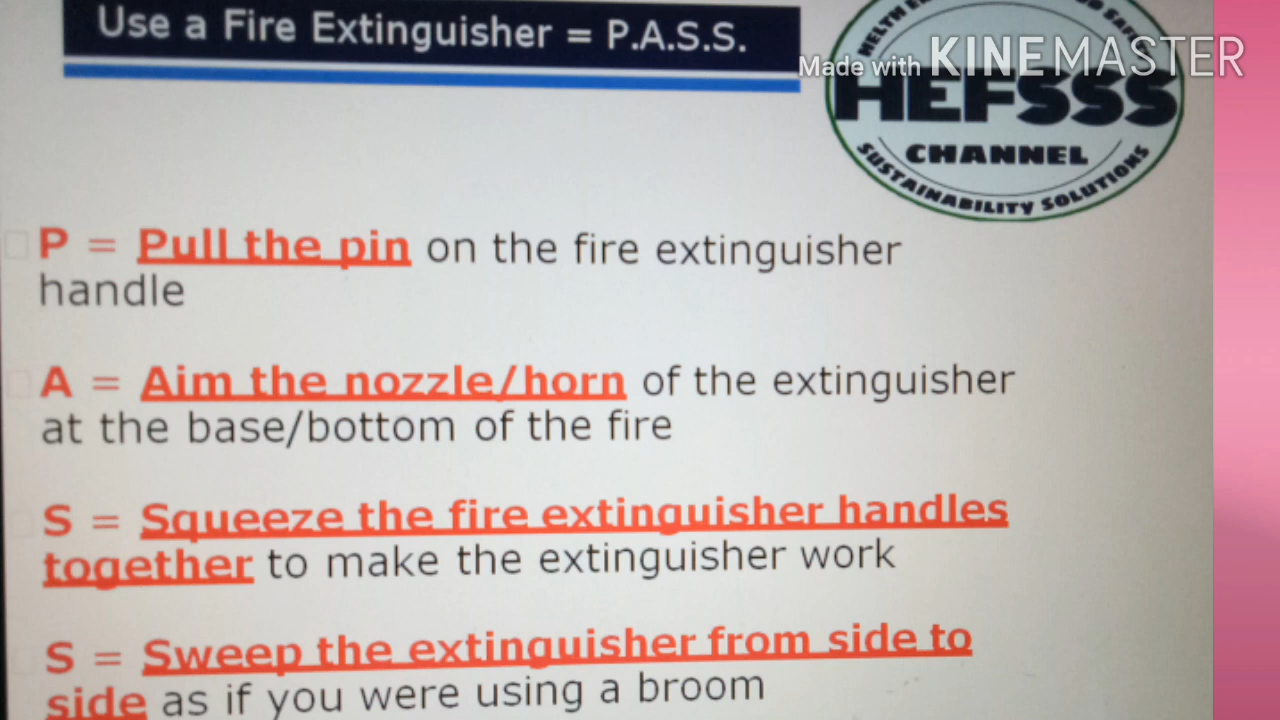 Use a Fire Extinguisher = P.A.S.S.
Made with KINEMASTER
HEFSSS
CHANNEL
SUSTAINABILITY SOLUTIONS
P = Pull the pin on the fire extinguisher
handle
A = Aim the nozzle/horn of the extinguisher
at the base/bottom of the fire
S = Squeeze the fire extinguisher handles
together to make the extinguisher work
S = Sweep the extinguisher from side to
side as if you were using a broom